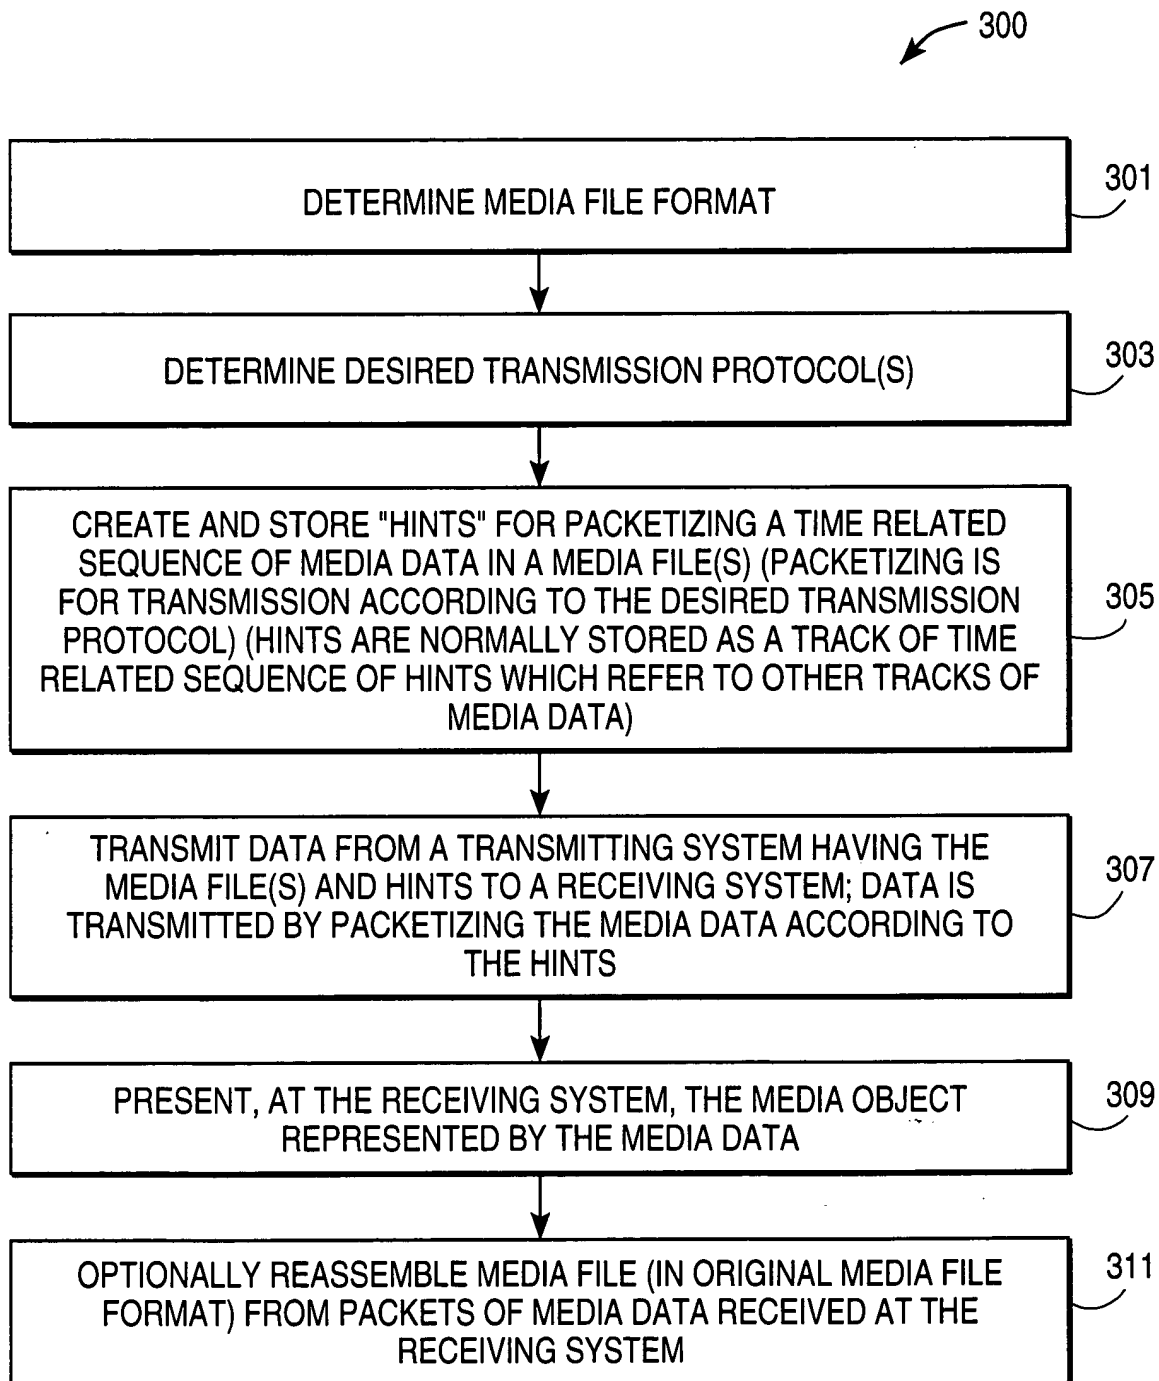 300
DETERMINE MEDIA FILE FORMAT
301
DETERMINE DESIRED TRANSMISSION PROTOCOL(S)
303
CREATE AND STORE "HINTS" FOR PACKETIZING A TIME RELATED
SEQUENCE OF MEDIA DATA IN A MEDIA FILE(S) (PACKETIZING IS
FOR TRANSMISSION ACCORDING TO THE DESIRED TRANSMISSION
PROTOCOL) (HINTS ARE NORMALLY STORED AS A TRACK OF TIME
RELATED SEQUENCE OF HINTS WHICH REFER TO OTHER TRACKS OF
MEDIA DATA)
305
TRANSMIT DATA FROM A TRANSMITTING SYSTEM HAVING THE
MEDIA FILE(S) AND HINTS TO A RECEIVING SYSTEM; DATA IS
TRANSMITTED BY PACKETIZING THE MEDIA DATA ACCORDING TO
THE HINTS
307
PRESENT, AT THE RECEIVING SYSTEM, THE MEDIA OBJECT
REPRESENTED BY THE MEDIA DATA
309
OPTIONALLY REASSEMBLE MEDIA FILE (IN ORIGINAL MEDIA FILE
FORMAT) FROM PACKETS OF MEDIA DATA RECEIVED AT THE
RECEIVING SYSTEM
311